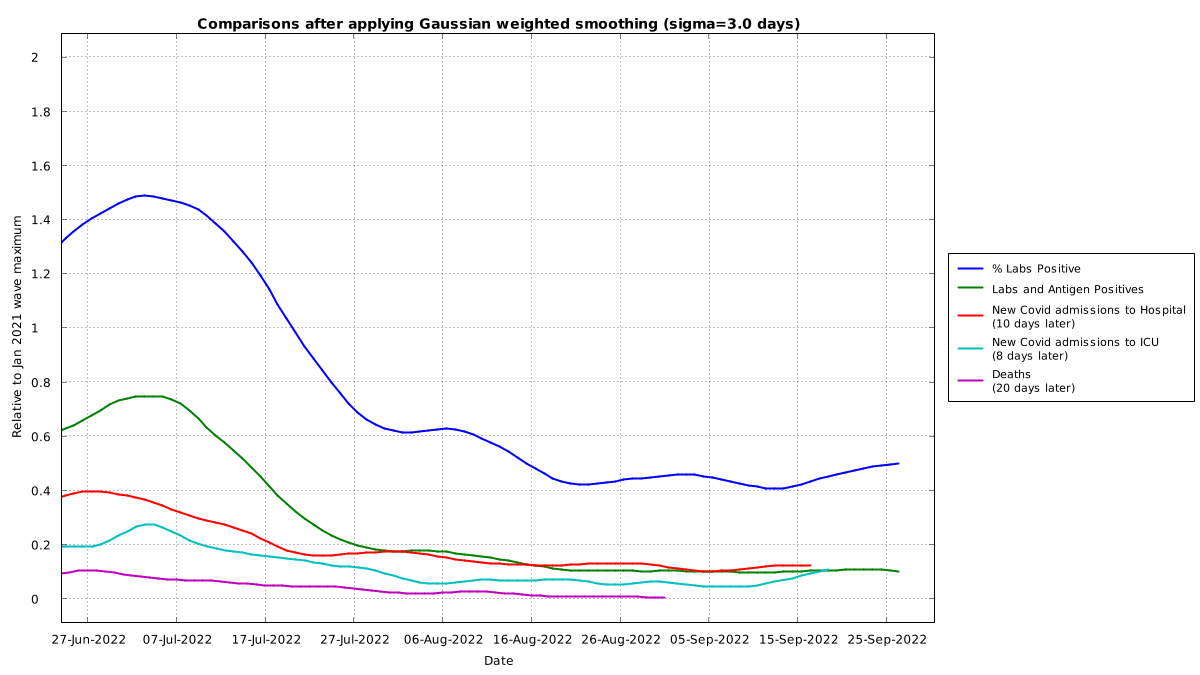 Comparisons after applying Gaussian weighted smoothing (sigma=3.0 days)
Relative to Jan 2021 wave maximum
2
1.8
1.6
1.4
1.2
1
0.8
0.6
0.4
0.2
0
27-Jun-2022 07-Jul-2022 17-Jul-2022 27-Jul-2022 06-Aug-2022 16-Aug-2022 26-Aug-2022 05-Sep-2022 15-Sep-2022 25-Sep-2022
Date
% Labs Positive
Labs and Antigen Positives
New Covid admissions to Hospital
(10 days later)
New Covid admissions to ICU
(8 days later)
Deaths
(20 days later)